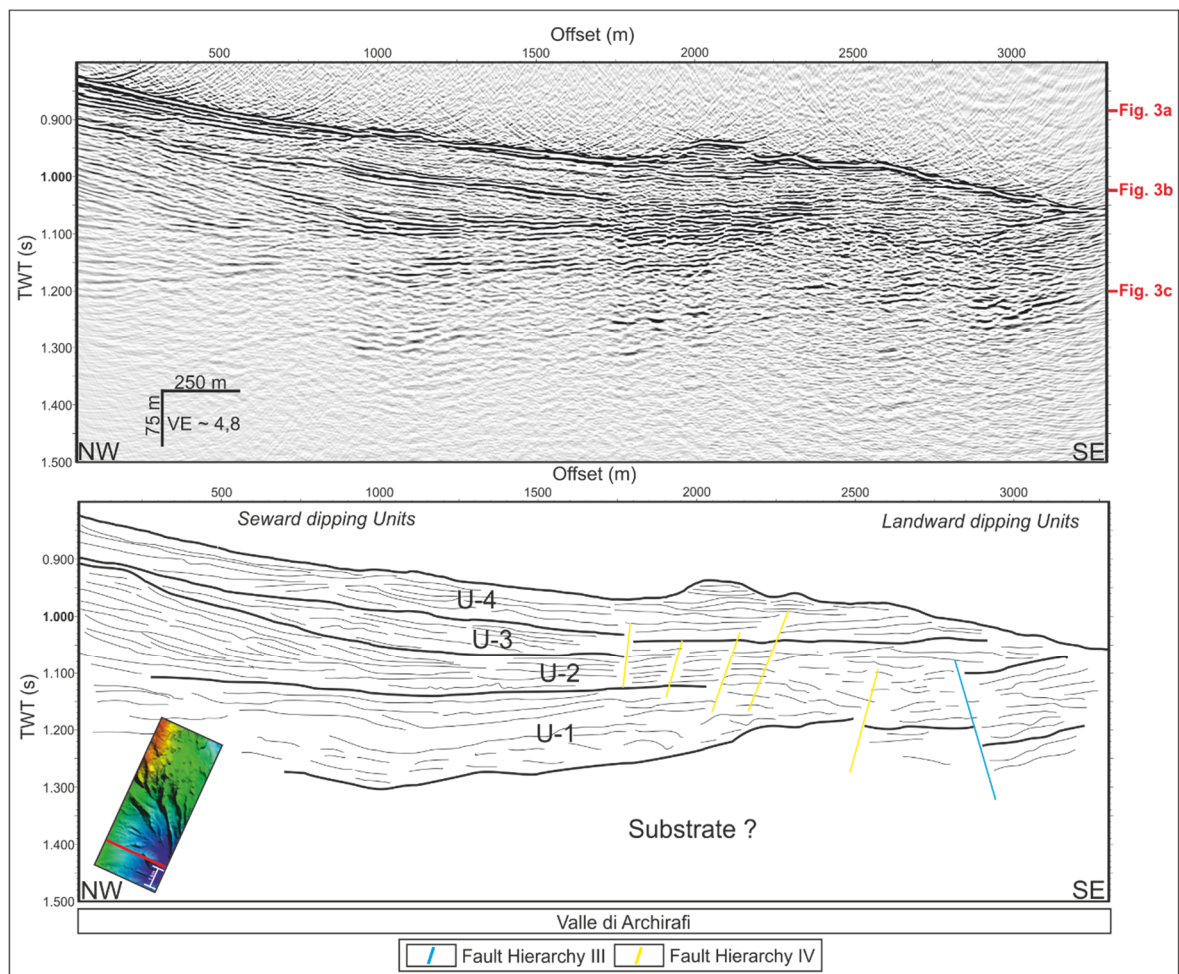 Offset (m)
500 1000 1500 2000 2500 3000
0.900
1.000
1.100
1.200
1.300
1.400
1.500
TWT (s)
Fig. 3a
Fig. 3b
Fig. 3c
250 m
75 m
VE ~ 4,8
NW SE
Offset (m)
500 1000 1500 2000 2500 3000
Seward dipping Units Landward dipping Units
0.900
1.000
1.100
1.200
1.300
1.400
1.500
TWT (s)
U-4
U-3
U-2
U-1
Substrate ?
NW SE
Valle di Archirafi
Fault Hierarchy III Fault Hierarchy IV